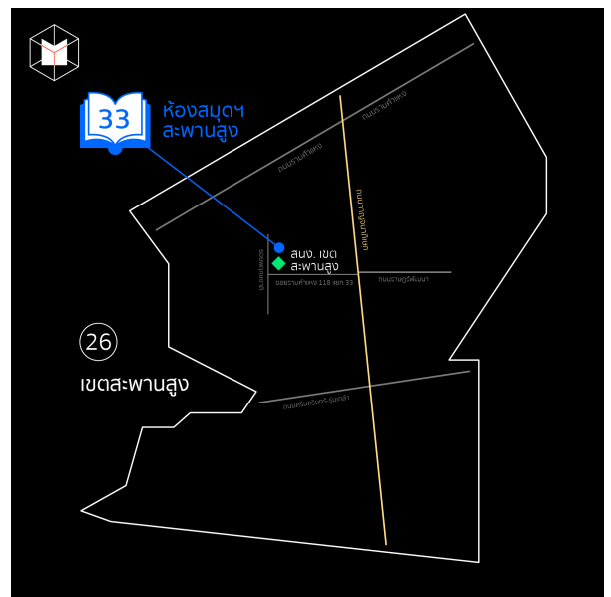 33
ห้องสมุดฯ
สะพานสูง
ถนนรามคำแหง
ถนนรามคำแหง
ถนนกาญจนาภิเษก
สนง. เขต
สะพานสูง
ซอยรามคำแหง 118 แยก 33
ถนนราษฎร์พัฒนา
26
เขตสะพานสูง
ถนนศรีนครินทร์-ร่มเกล้า